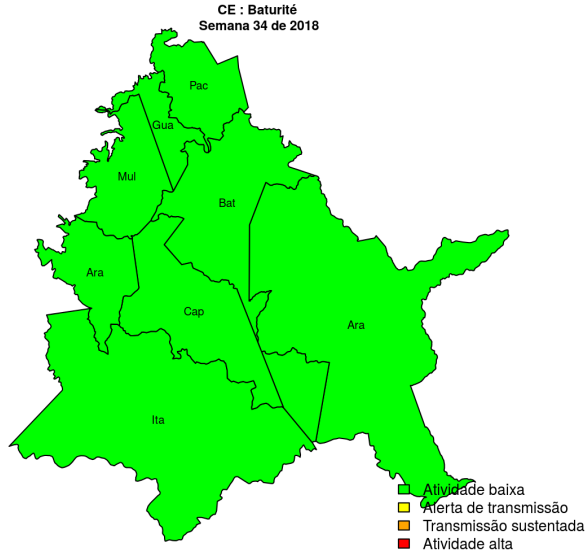 CE : Baturité
Semana 34 de 2018
Pac
Gua
Mul
Bat
Ara
Cap
Ara
Ita
Atividade baixa
Alerta de transmissão
Transmissão sustentada
Atividade alta